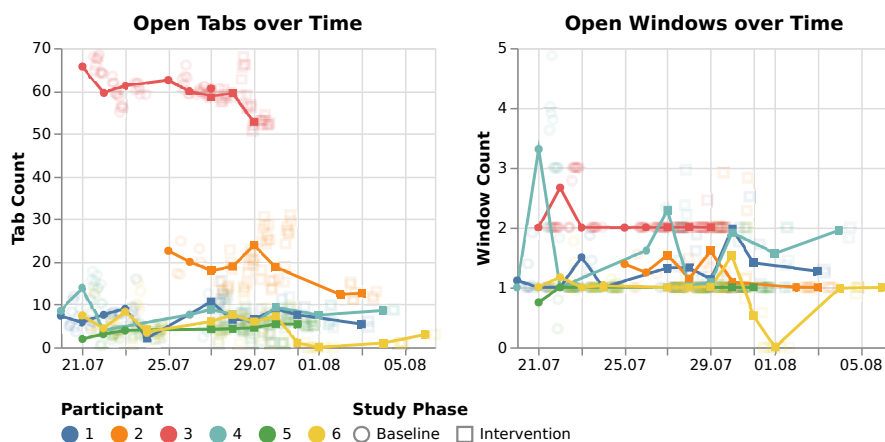 Open Tabs over Time
Tab Count
70
60
50
40
30
20
10
0
21.07 25.07 29.07 01.08 05.08
Open Windows over Time
Window Count
5
4
3
2
1
0
21.07 25.07 29.07 01.08 05.08
Participant
1 2 3 4 5 6
Study Phase
Baseline Intervention